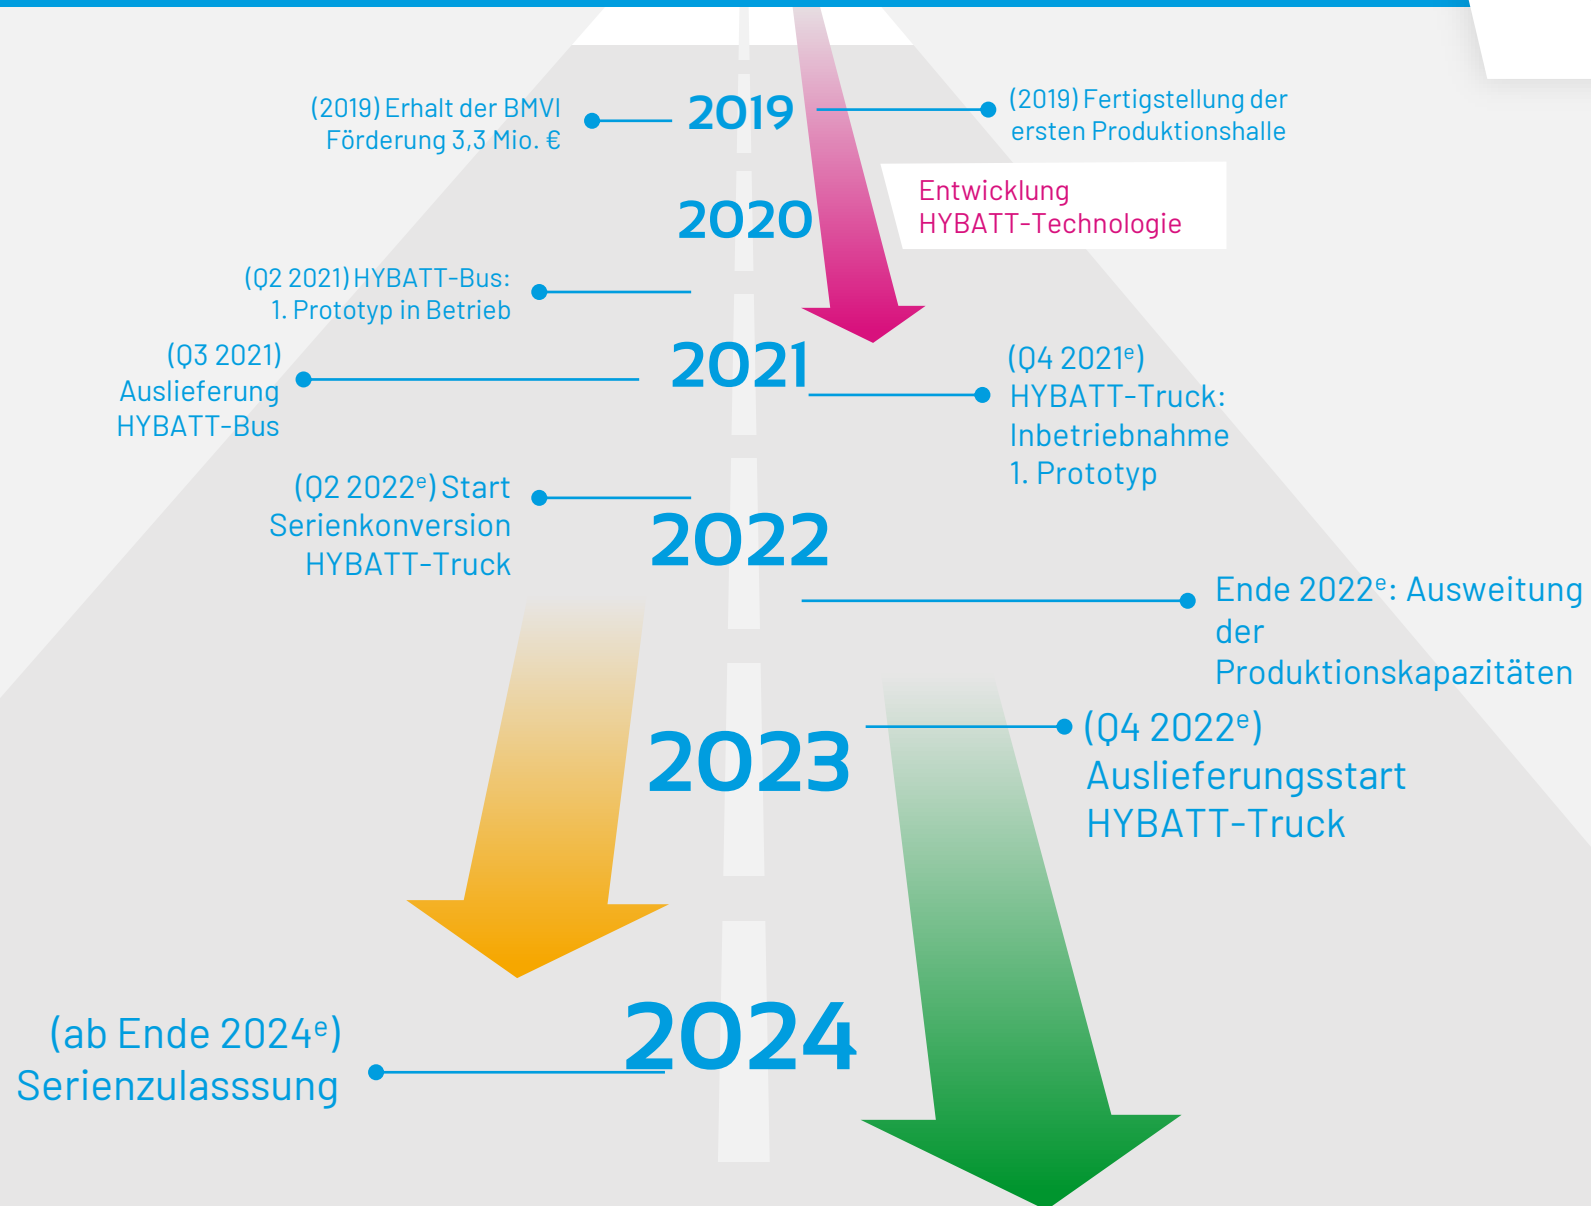 (2019) Erhalt der BMVI
Förderung 3,3 Mio. €
2019
(2019) Fertigstellung der
ersten Produktionshalle
Entwicklung
HYBATT-Technologie
2020
(Q2 2021) HYBATT-Bus:
1. Prototyp in Betrieb
(Q3 2021)
Auslieferung
HYBATT-Bus
2021
(Q4 2021ᵉ)
HYBATT-Truck:
Inbetriebnahme
1. Prototyp
(Q2 2022ᵉ) Start
Serienkonversion
HYBATT-Truck
2022
Ende 2022ᵉ: Ausweitung
der
Produktionskapazitäten
2023
(Q4 2022ᵉ)
Auslieferungsstart
HYBATT-Truck
(ab Ende 2024ᵉ)
Serienzulasssung
2024